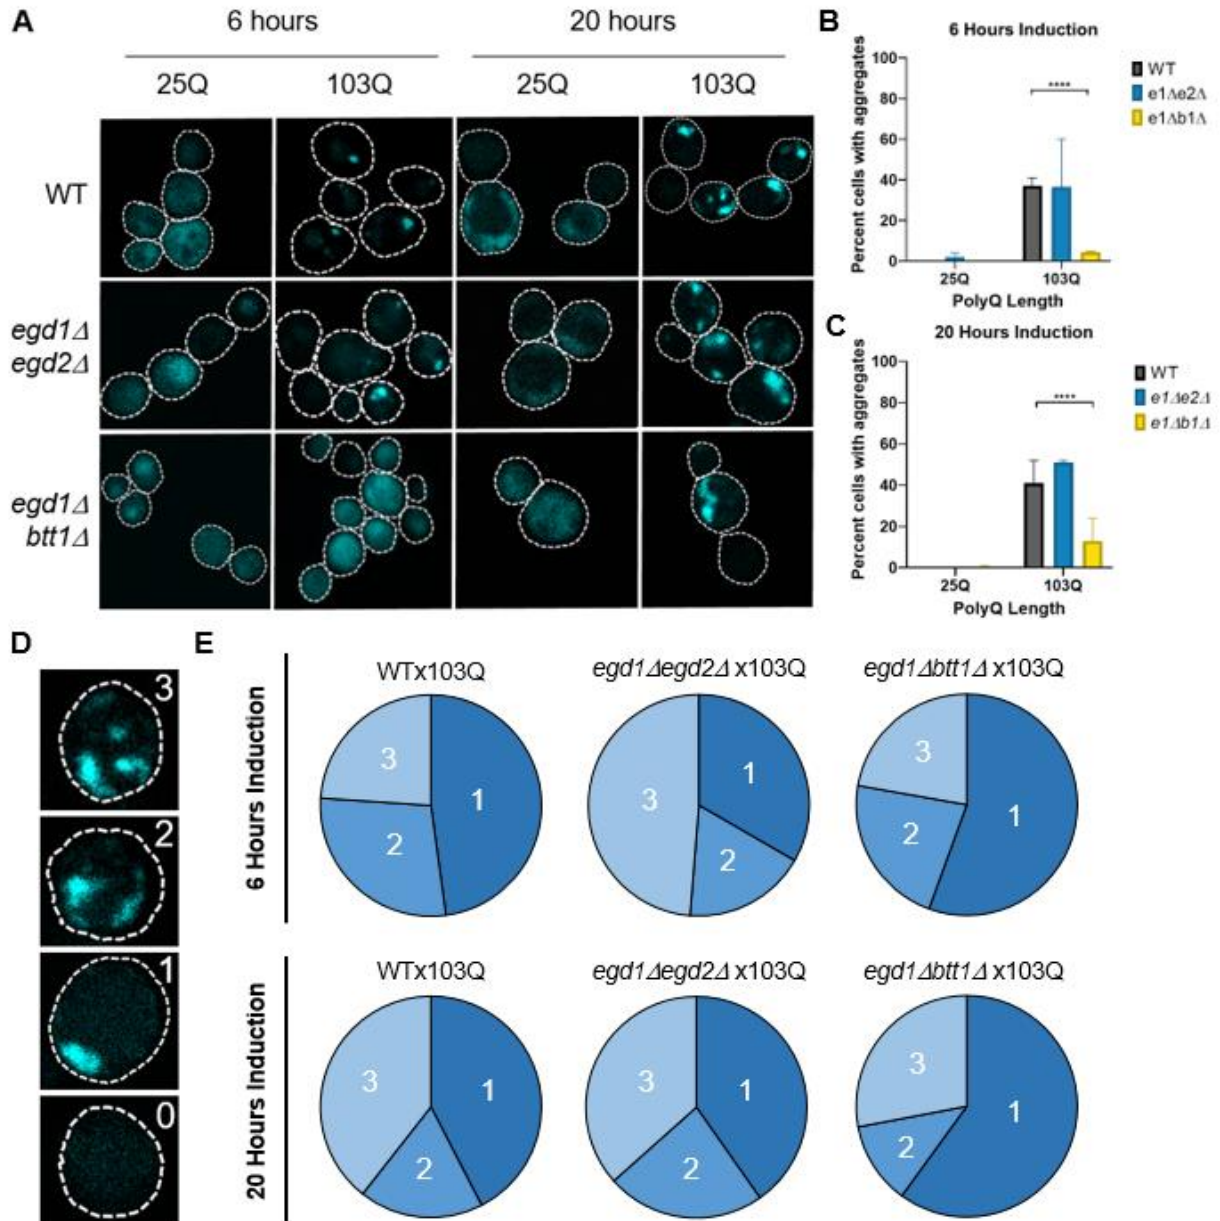 A
6 hours
20 hours
25Q
103Q
25Q
103Q
WT
egd1Δ
egd2Δ
egd1Δ
btt1Δ
B
6 Hours Induction
Percent cells with aggregates
100
80
60
40
20
0
****
25Q
103Q
PolyQ Length
WT
e1Δe2Δ
e1Δb1Δ
C
20 Hours Induction
Percent cells with aggregates
100
80
60
40
20
0
****
25Q
103Q
PolyQ Length
WT
e1Δe2Δ
e1Δb1Δ
D
3
2
1
0
E
6 Hours Induction
WTx103Q
3
1
2
egd1Δegd2Δ x103Q
3
1
2
egd1Δbtt1Δ x103Q
3
1
2
20 Hours Induction
WTx103Q
3
1
2
egd1Δegd2Δ x103Q
3
1
2
egd1Δbtt1Δ x103Q
3
1
2